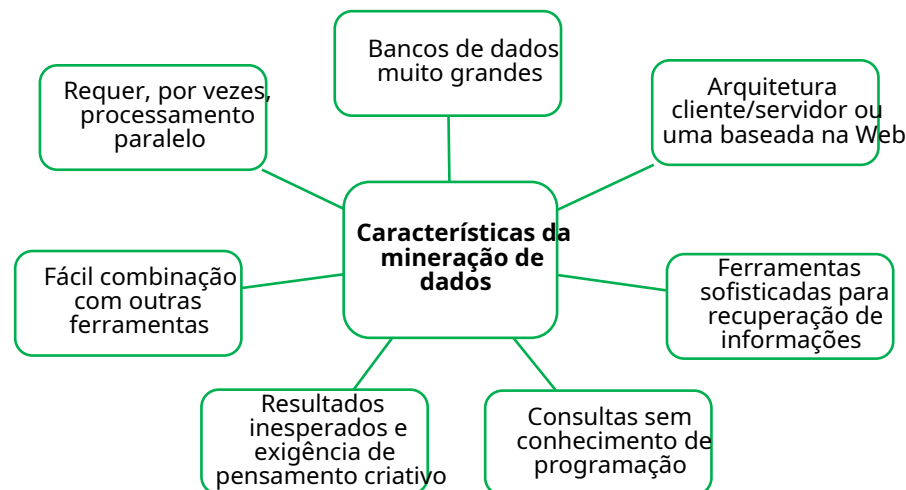 Bancos de dados
muito grandes
Requer, por vezes,
processamento
paralelo
Arquitetura
cliente/servidor ou
uma baseada na Web
Características da
mineração de
dados
Fácil combinação
com outras
ferramentas
Ferramentas
sofisticadas para
recuperação de
informações
Resultados
inesperados e
exigência de
pensamento criativo
Consultas sem
conhecimento de
programação